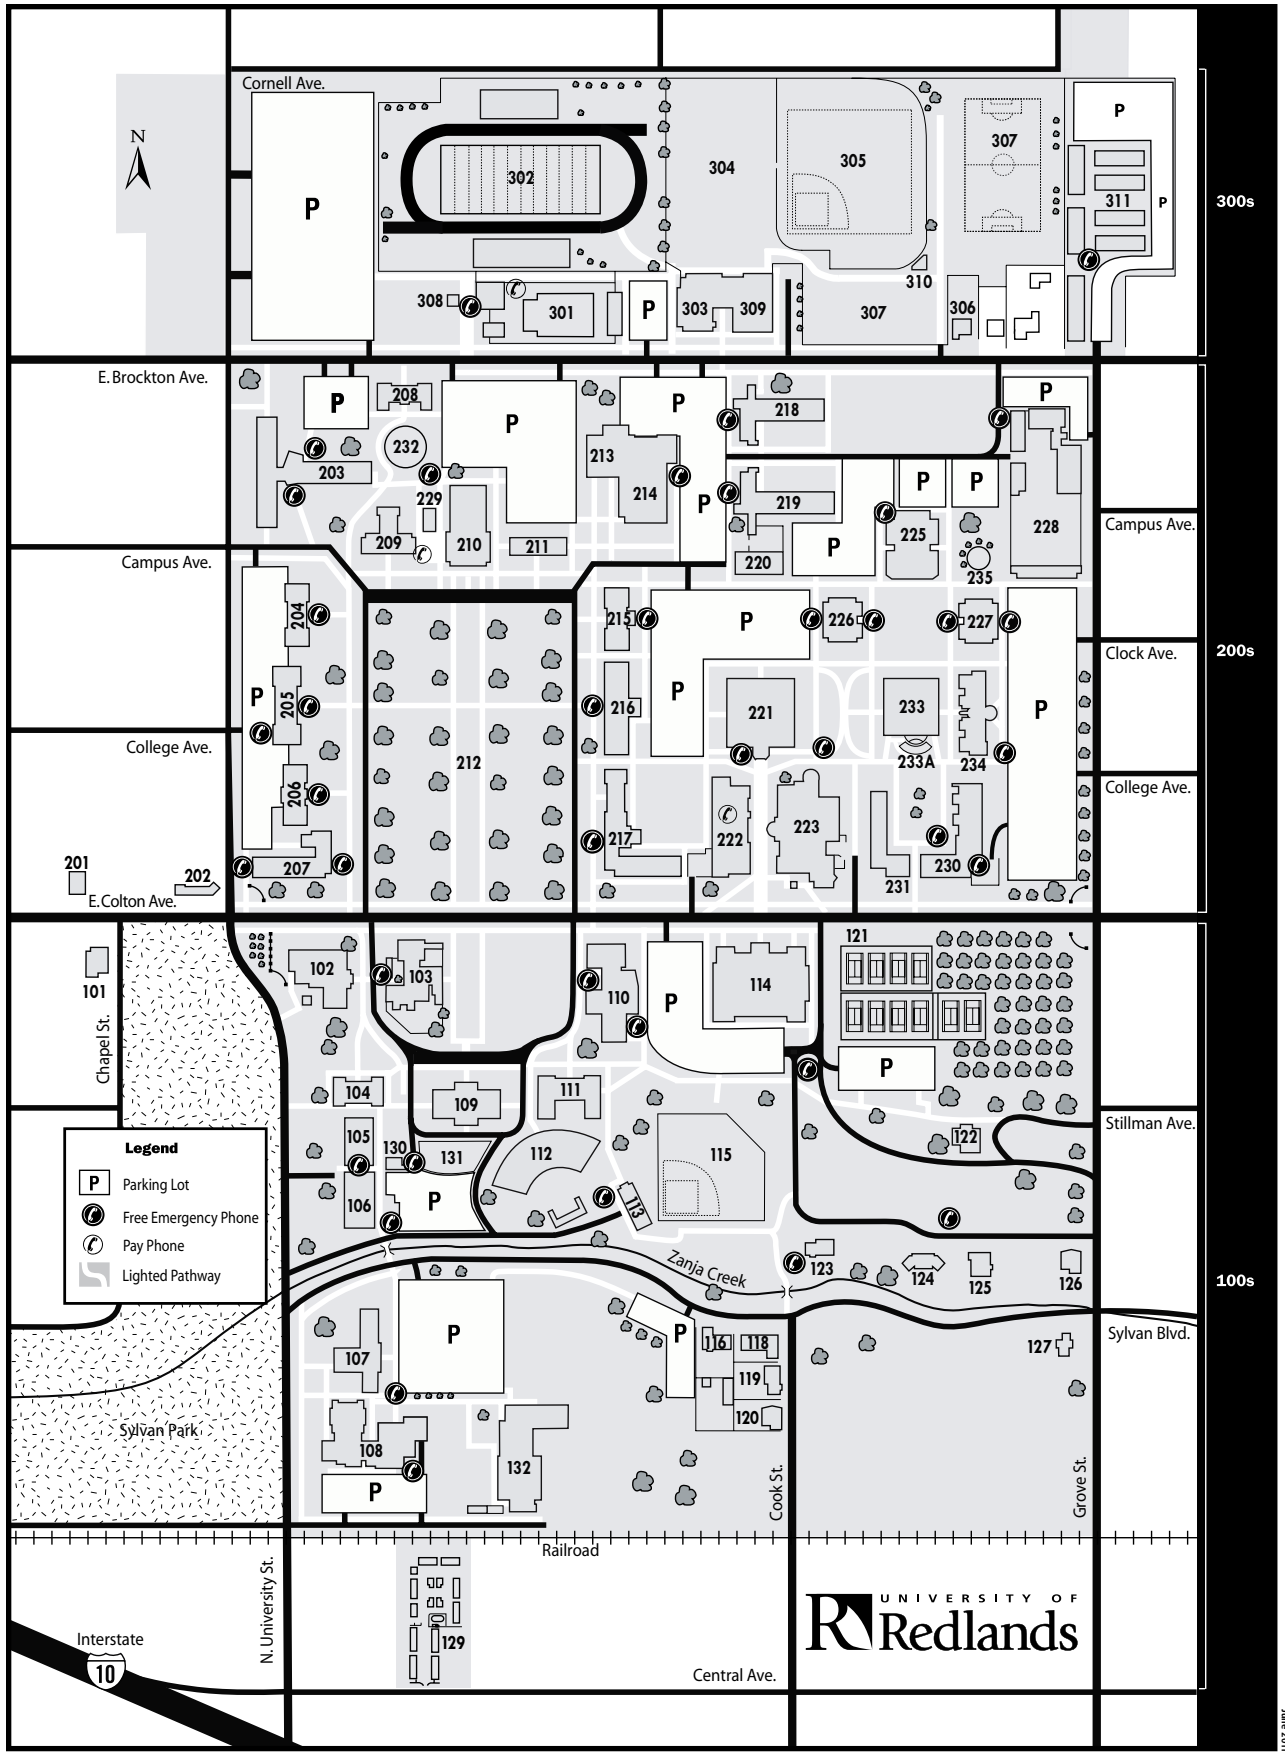 Cornell Ave.
N
P
302
304
305
307
P
311
P
300s
308
301
P
303
309
307
310
306
E. Brockton Ave.
P
208
P
P
218
P
232
203
229
213
214
P
219
P
P
209
210
211
220
P
225
235
228
Campus Ave.
Campus Ave.
204
215
P
226
227
Clock Ave.
200s
P
205
216
P
221
233
233A
234
P
College Ave.
212
College Ave.
206
217
222
223
231
230
201
202
207
E. Colton Ave.
101
Chapel St.
102
103
110
P
114
121
P
104
109
111
105
130
131
112
115
122
Stillman Ave.
Legend
P Parking Lot
Free Emergency Phone
Pay Phone
Lighted Pathway
106
P
113
Zanja Creek
123
124
125
126
100s
P
107
P
116
118
119
120
127
Sylvan Blvd.
Sylvan Park
108
P
132
Cook St.
Grove St.
Railroad
N. University St.
129
UNIVERSITY OF
R Redlands
Interstate
10
Central Ave.